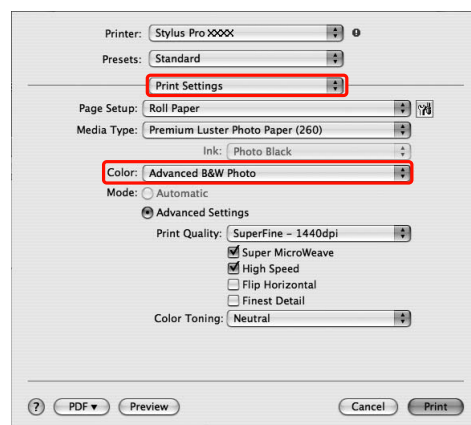 Printer: Stylus Pro XXXX
Presets: Standard
Print Settings
Page Setup: Roll Paper
Media Type: Premium Luster Photo Paper (260)
Ink: Photo Black
Color: Advanced B&W Photo
Mode: Automatic
Advanced Settings
Print Quality: SuperFine – 1440dpi
Super MicroWeave
High Speed
Flip Horizontal
Finest Detail
Color Toning: Neutral
? PDF Preview Cancel Print